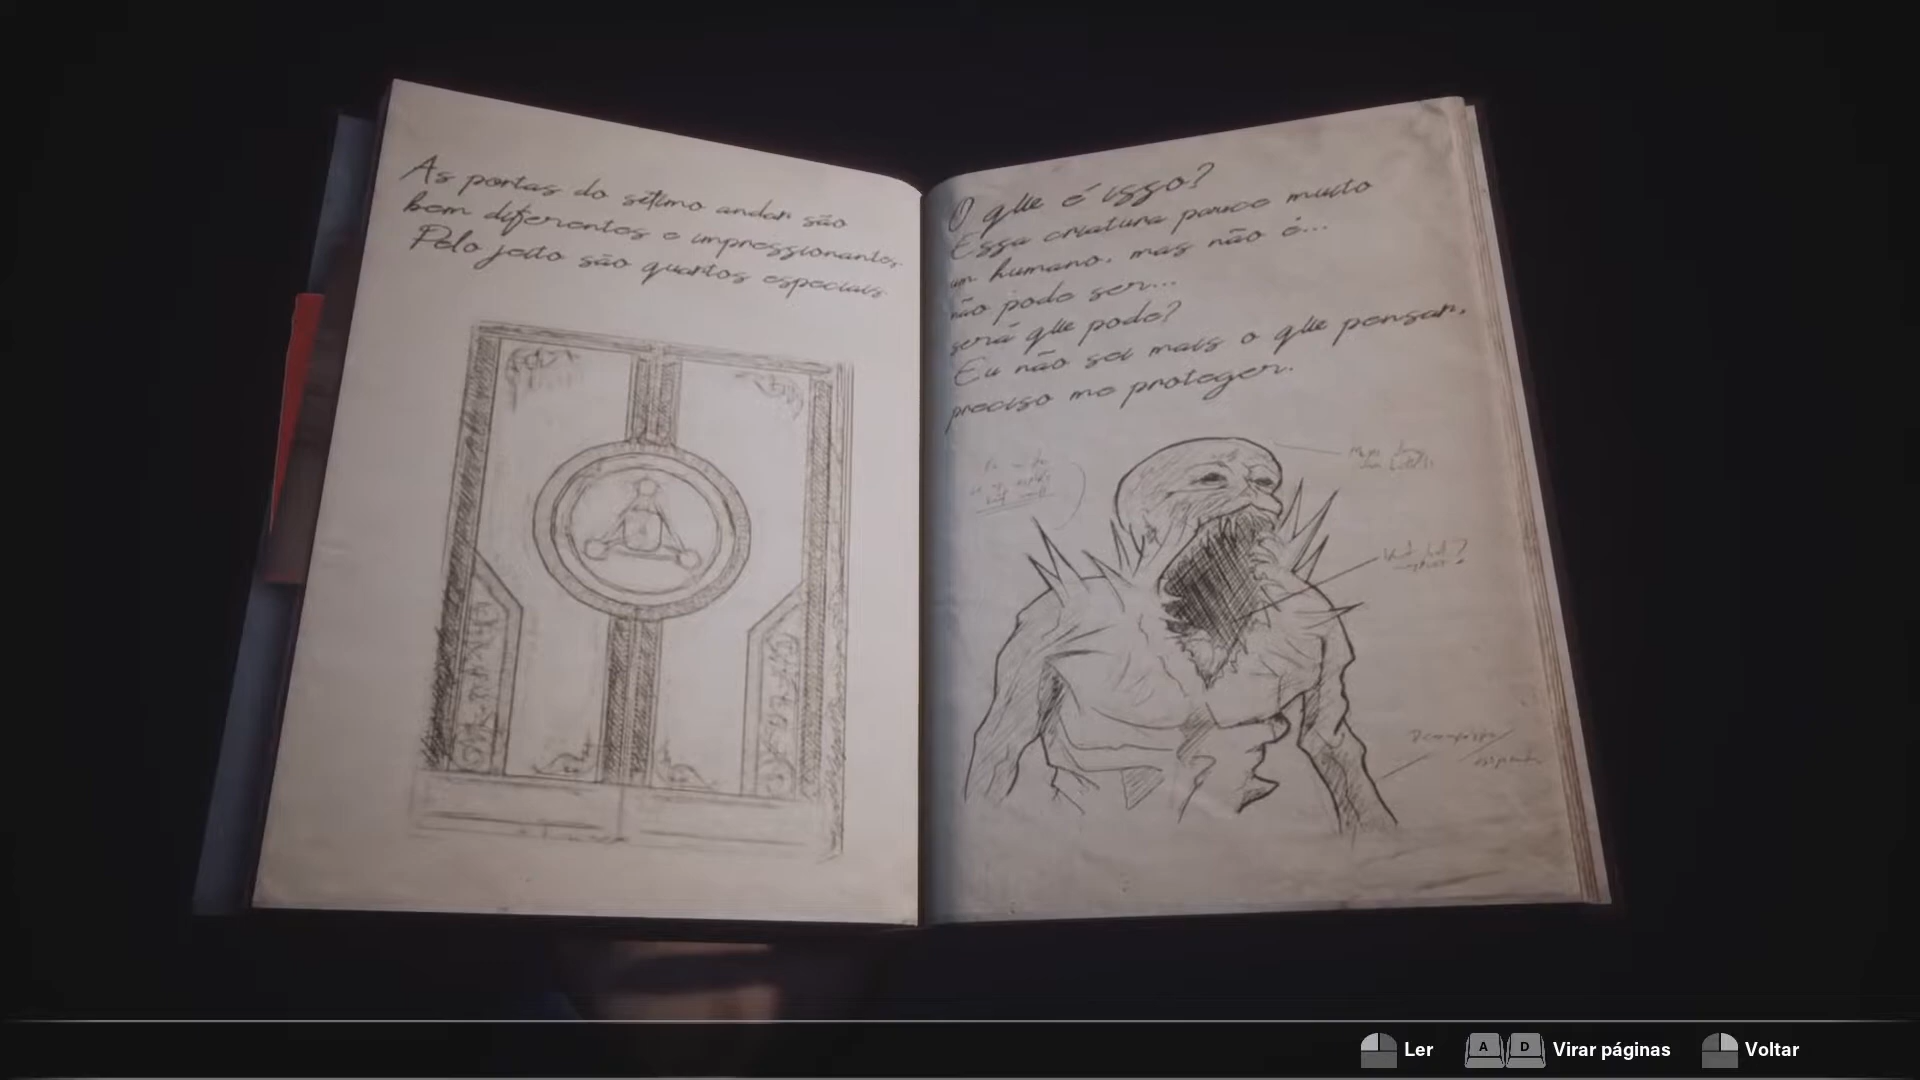 As portas do sétimo andar são
bem diferentes e impressionantes.
Pelo jeito são quartos especiais.
O que é isso?
Essa criatura parece muito
um humano, mas não é...
não pode ser...
será que pode?
Eu não sei mais o que pensar,
preciso me proteger.
A
D
Ler
Virar páginas
Voltar